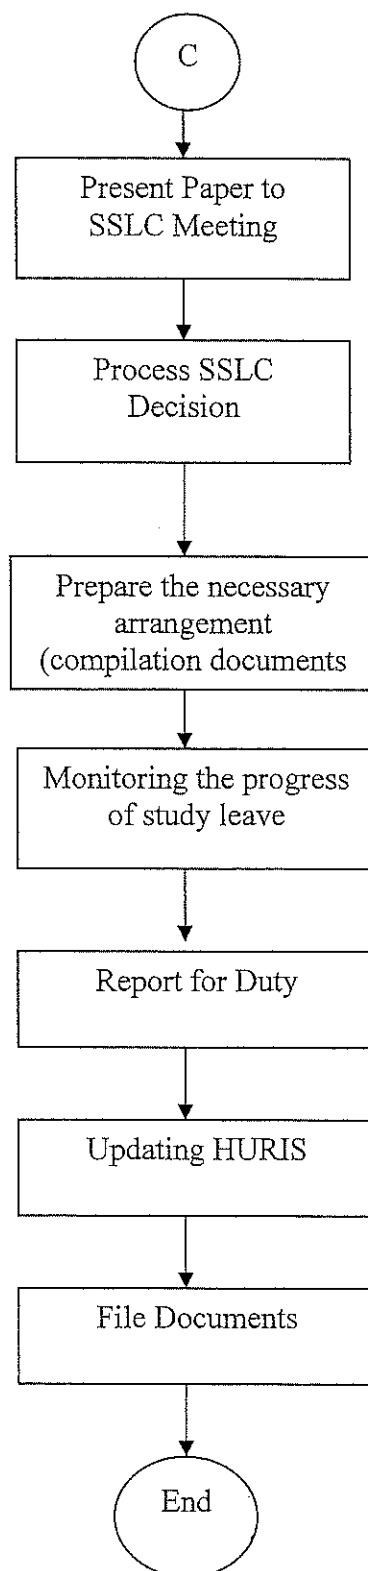 C
Present Paper to
SSLC Meeting
Process SSLC
Decision
Prepare the necessary
arrangement
(compilation documents
Monitoring the progress
of study leave
Report for Duty
Updating HURIS
File Documents
End